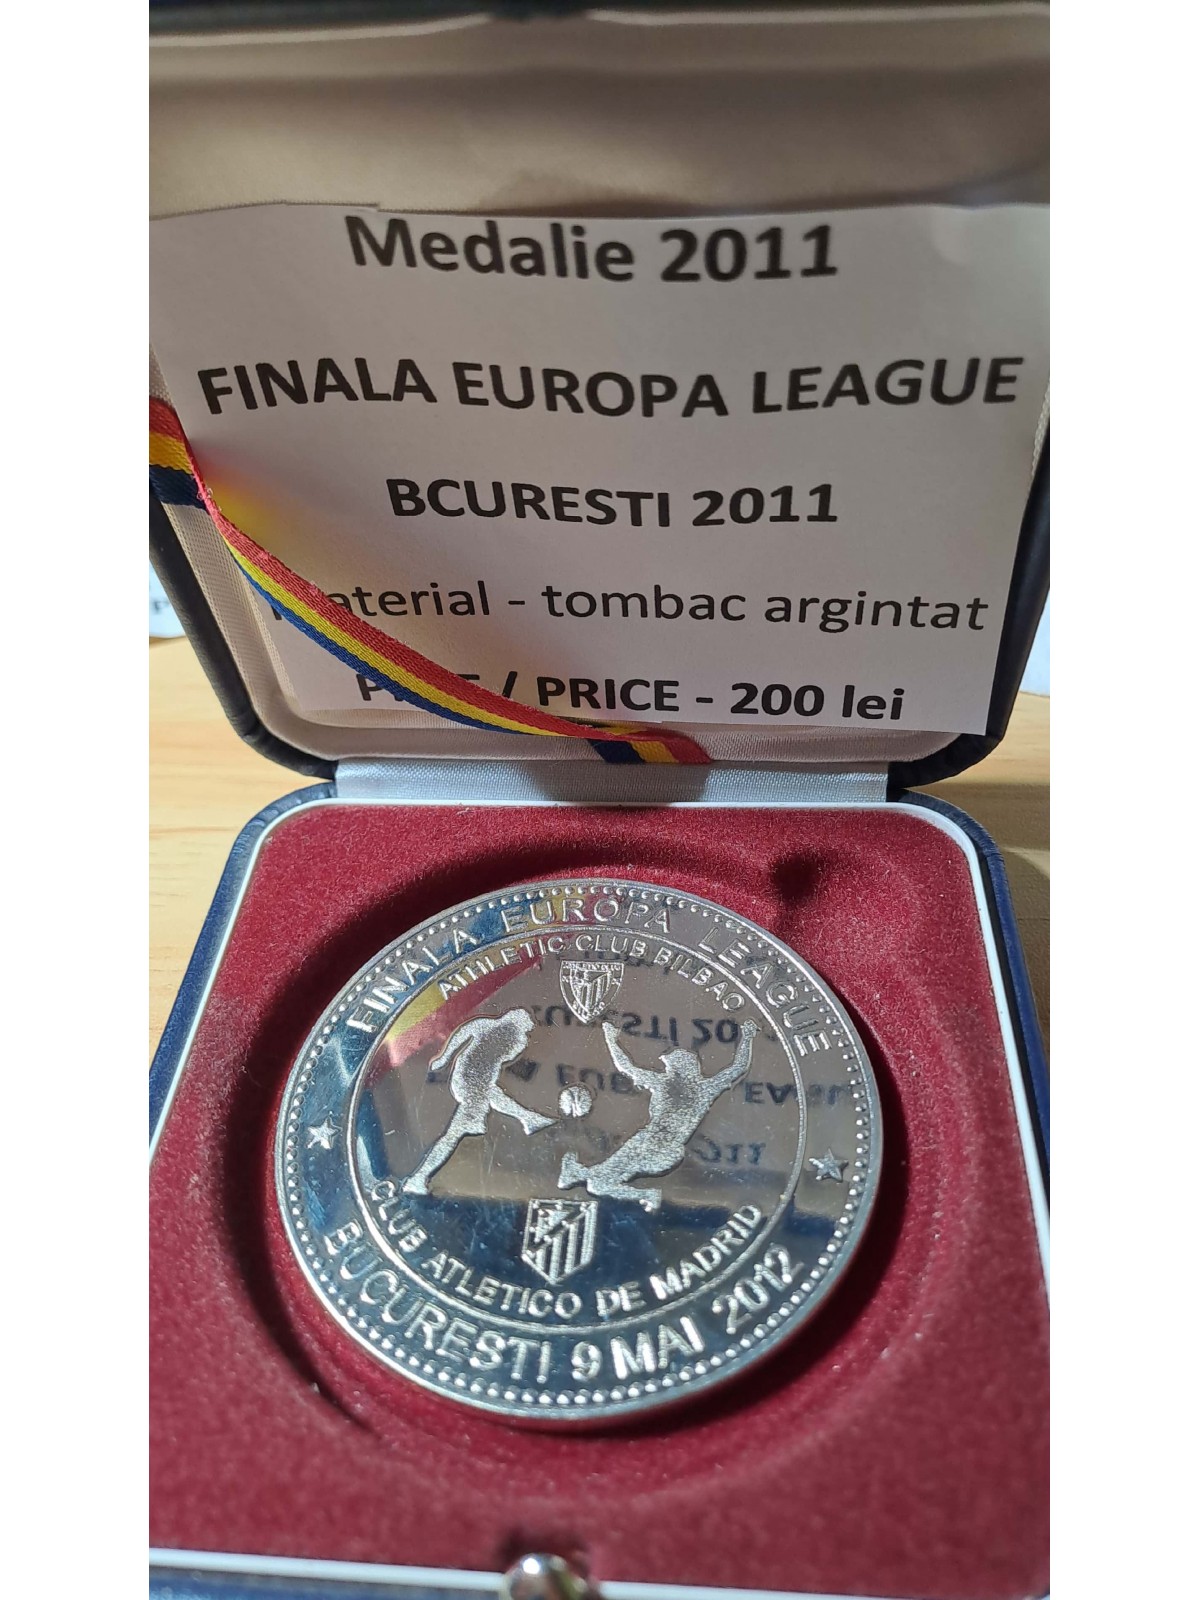 Medalie 2011
FINALA EUROPA LEAGUE
BCURESTI 2011
material - tombac argintat
/ PRICE - 200 lei
FINALA EUROPA LEAGUE
ATHLETIC CLUB BILBAO
CLUB ATLETICO DE MADRID
BUCURESTI 9 MAI 2012